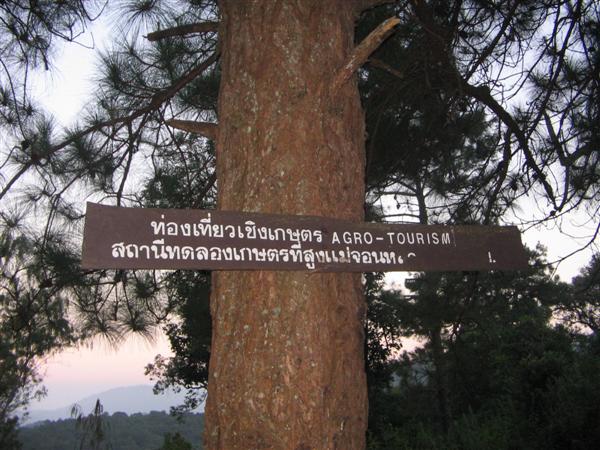 ท่องเที่ยวเชิงเกษตร AGRO-TOURISM
สถานีทดลองเกษตรที่สูงแม่จอนห